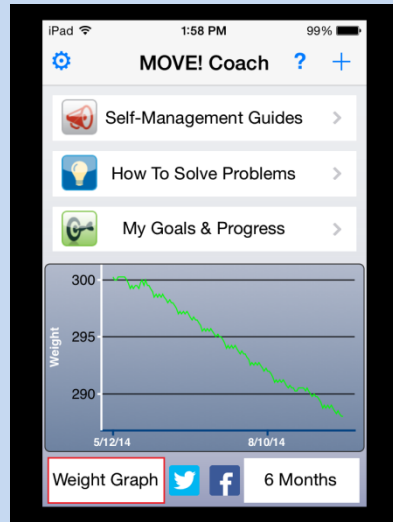 iPad 1:58 PM 99%
MOVE! Coach ? +
Self-Management Guides
How To Solve Problems
My Goals & Progress
300
295
290
Weight
5/12/14 8/10/14
Weight Graph 6 Months